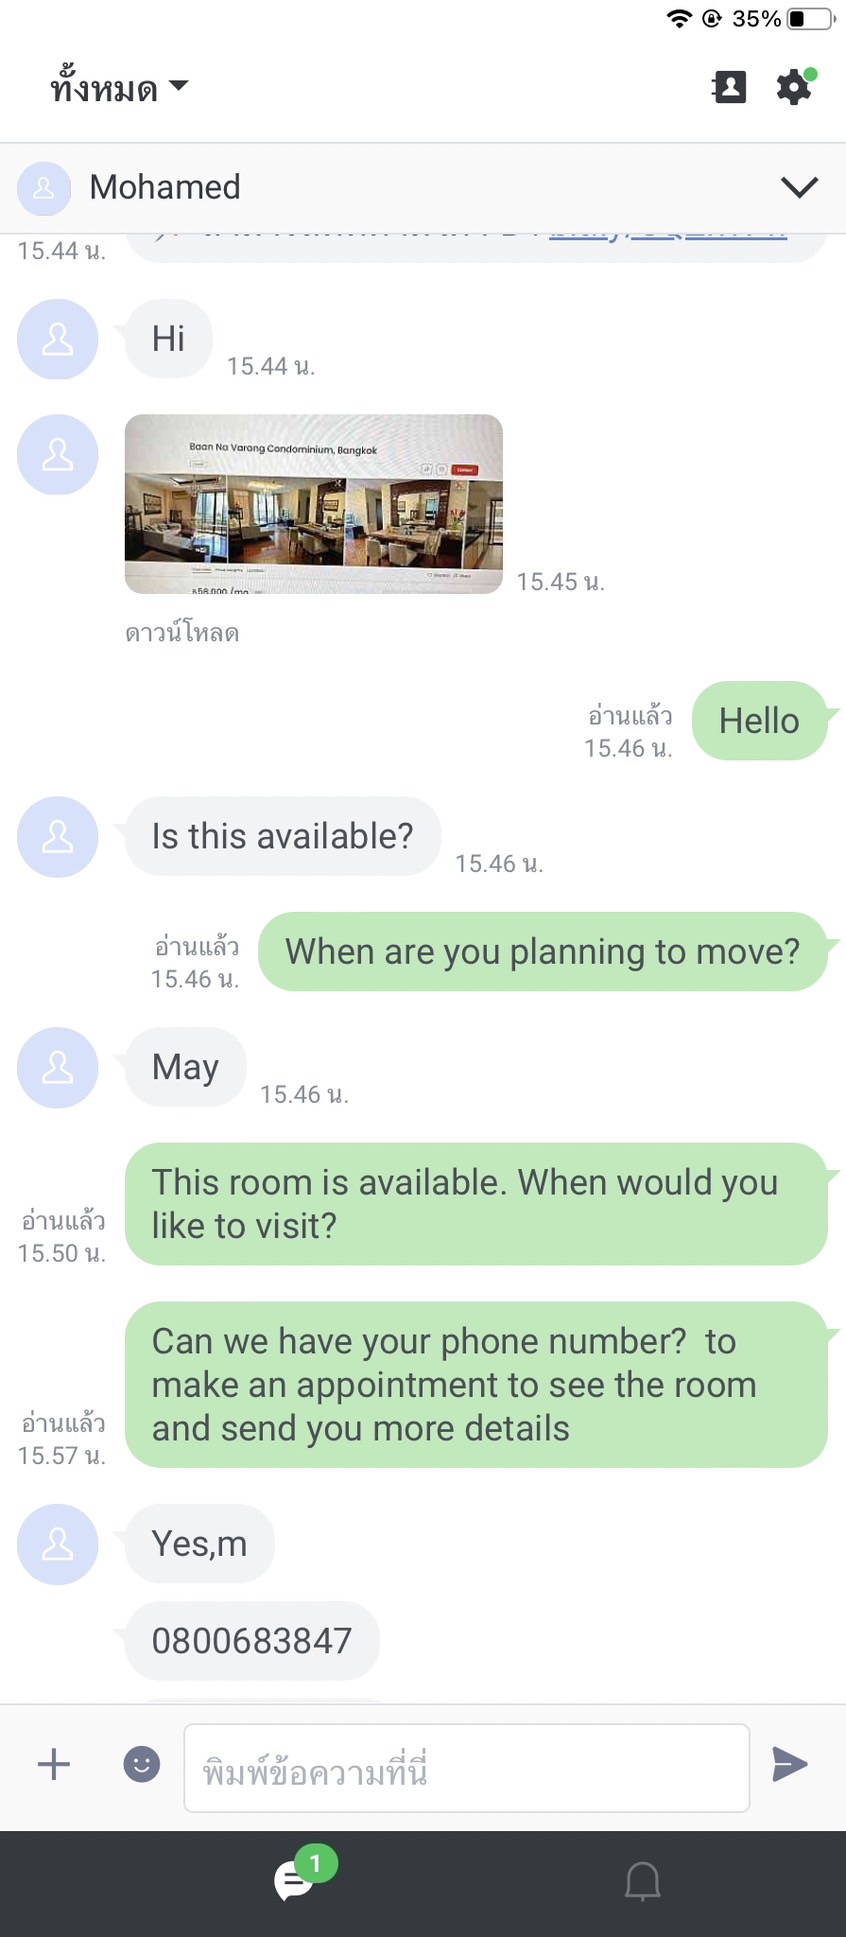 35%
ทั้งหมด
Mohamed
15.44 น.
Hi
15.44 น.
Baan Na Varang Condominium, Bangkok
฿58,000 /mo
15.45 น.
ดาวน์โหลด
อ่านแล้ว
15.46 น.
Hello
Is this available?
15.46 น.
อ่านแล้ว
15.46 น.
When are you planning to move?
May
15.46 น.
This room is available. When would you
like to visit?
อ่านแล้ว
15.50 น.
Can we have your phone number?  to
make an appointment to see the room
and send you more details
อ่านแล้ว
15.57 น.
Yes,m
0800683847
พิมพ์ข้อความที่นี่
1